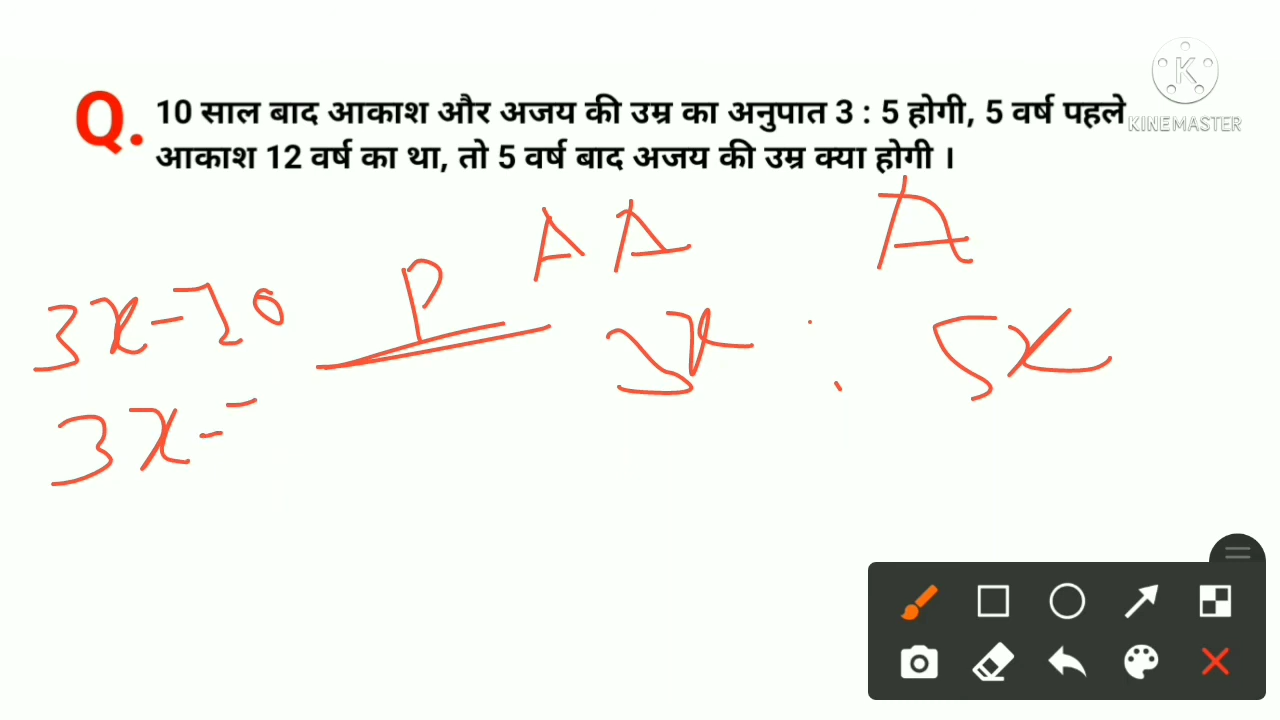 Q. 10 साल बाद आकाश और अजय की उम्र का अनुपात 3 : 5 होगी, 5 वर्ष पहले
आकाश 12 वर्ष का था, तो 5 वर्ष बाद अजय की उम्र क्या होगी ।
KINEMASTER
A A A
P
3x-10 3x : 5x
3x-